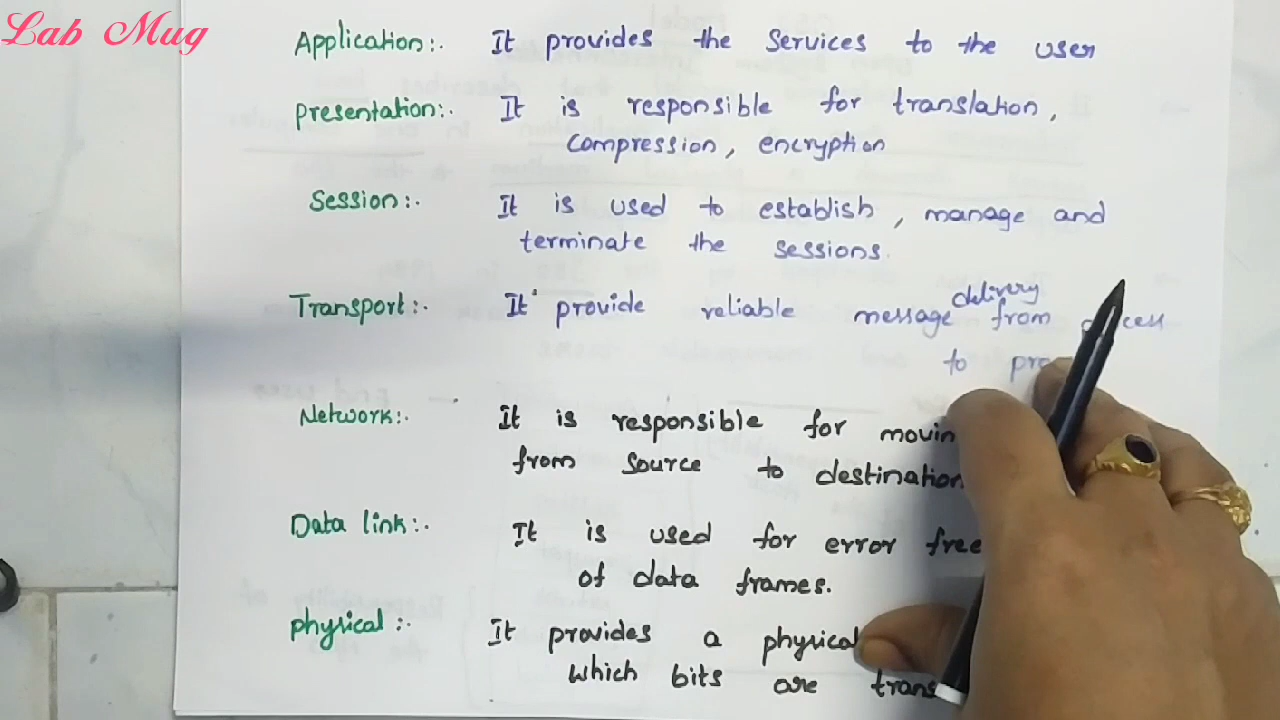 Lab Mug
Application:. It provides the services to the user
presentation:. It is responsible for translation,
compression, encryption
Session:. It is used to establish, manage and
terminate the sessions.
delivery
Transport:. It provide reliable message from
to
Network:. It is responsible for
from source to destination
Data link:. It is used for error free
of data frames.
physical:. It provides a physical
which bits are